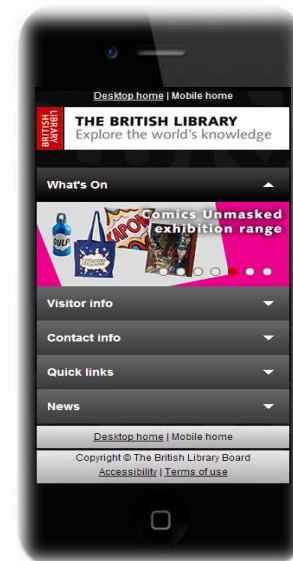 Desktop home | Mobile home
BRITISH
LIBRARY
THE BRITISH LIBRARY
Explore the world's knowledge
What's On
Comics Unmasked
exhibition range
GULP
KAPOW
Visitor info
Contact info
Quick links
News
Desktop home | Mobile home
Copyright © The British Library Board
Accessibility | Terms of use